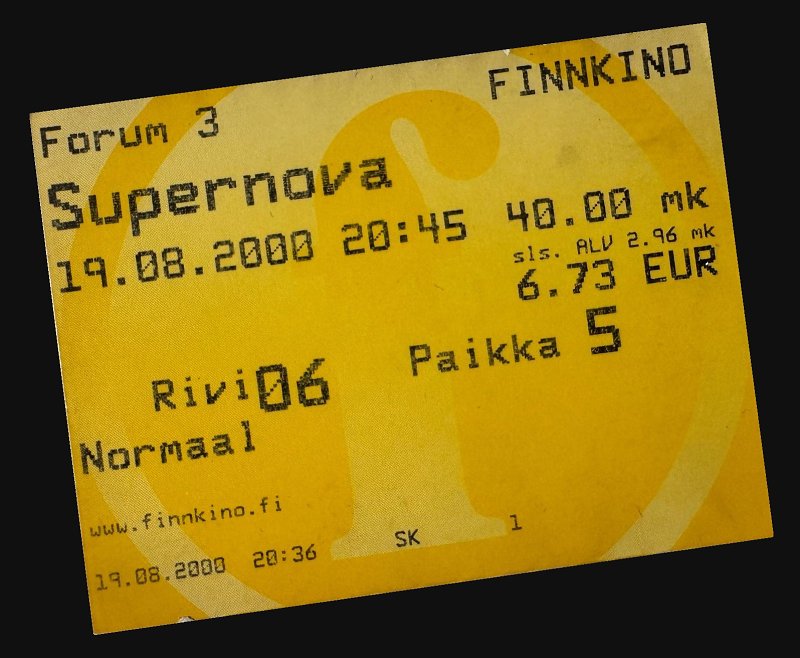 FINNKINO
Forum 3
Supernova
19.08.2000 20:45 40.00 mk
sls. ALV 2.96 mk
6.73 EUR
Rivi 06 Paikka 5
Normaal
www.finnkino.fi
19.08.2000 20:36 SK 1